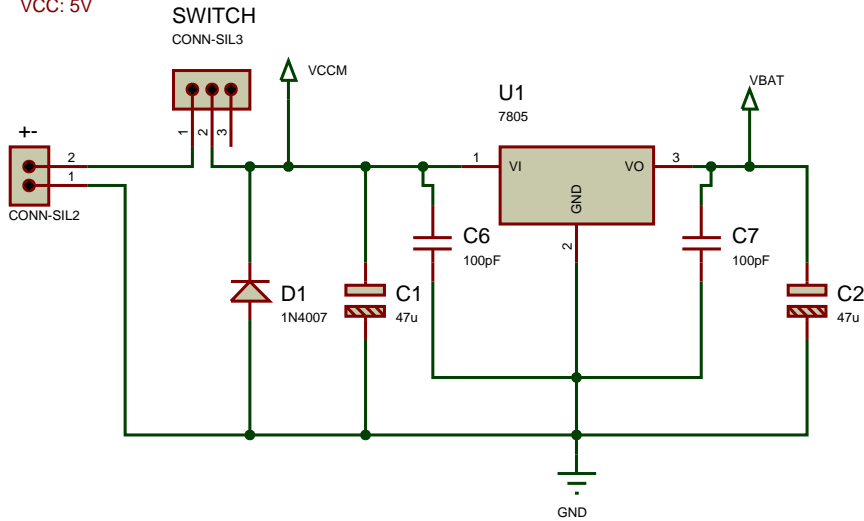 VCC: 5V
SWITCH
CONN-SIL3
1
2
3
VCCM
+-
2
1
CONN-SIL2
U1
7805
1
VI
VO
3
GND
2
VBAT
C6
100pF
C7
100pF
D1
1N4007
C1
47u
C2
47u
GND